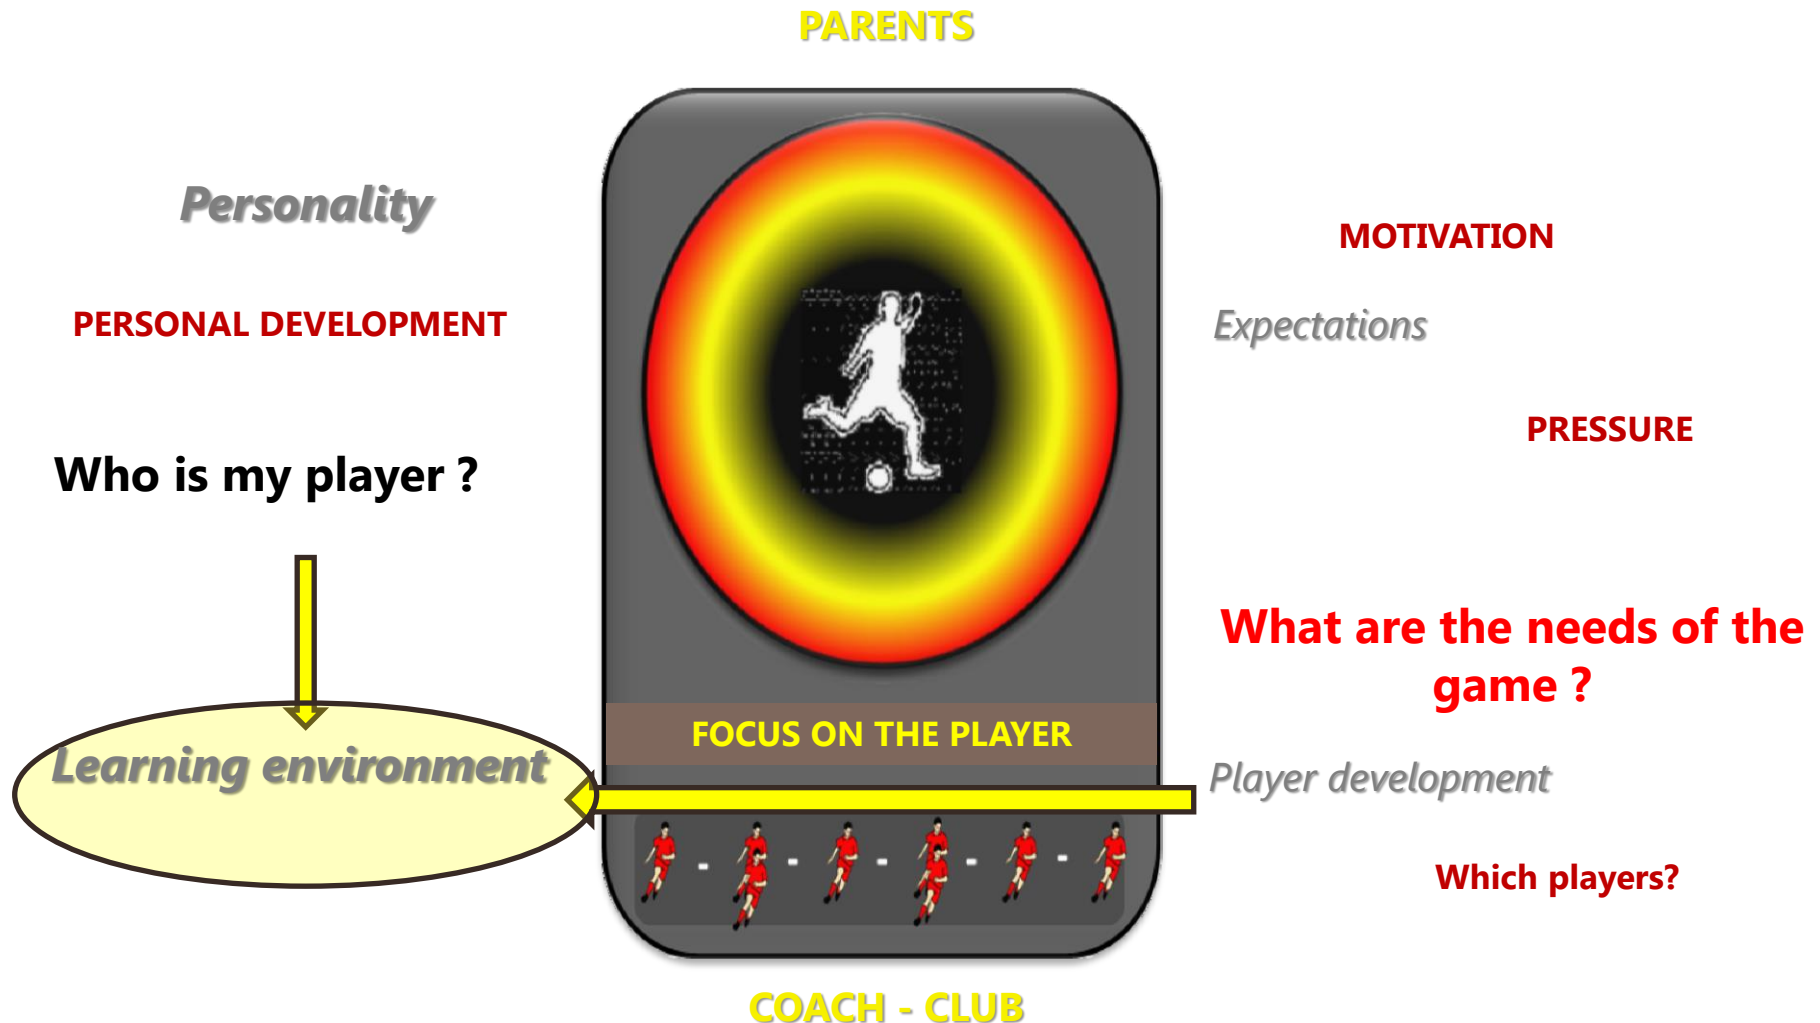 PARENTS
Personality
MOTIVATION
PERSONAL DEVELOPMENT
Expectations
PRESSURE
Who is my player ?
What are the needs of the
game ?
FOCUS ON THE PLAYER
Learning environment
Player development
Which players?
COACH - CLUB